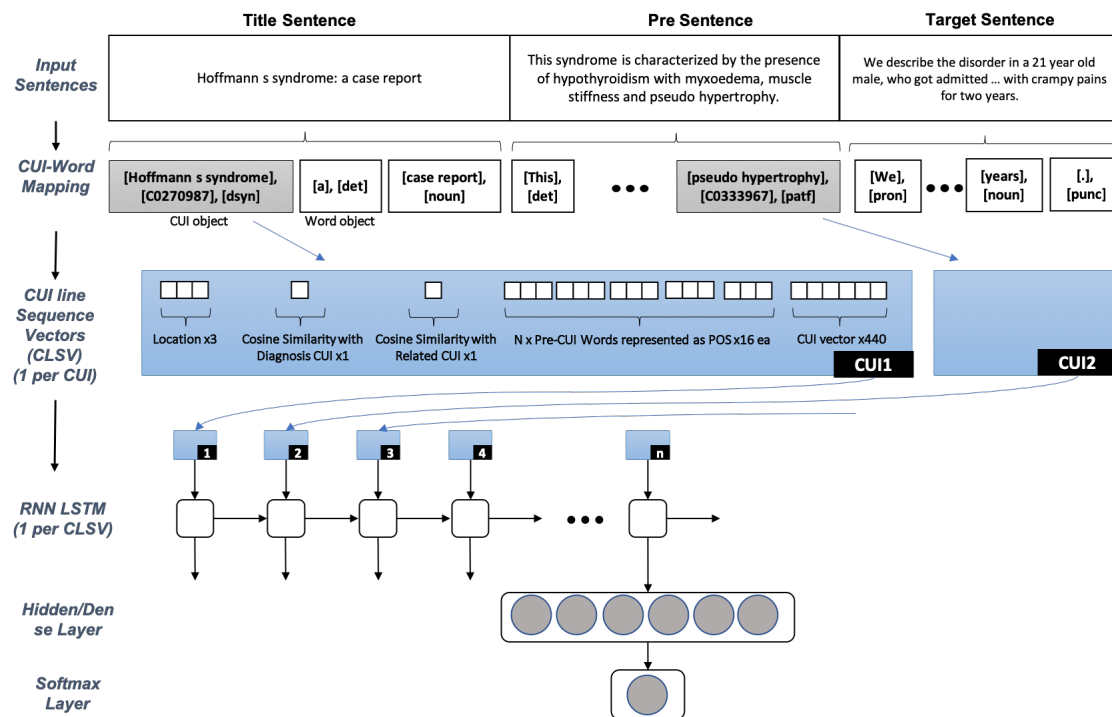 Title Sentence
Pre Sentence
Target Sentence
Input
Sentences
Hoffmann s syndrome: a case report
This syndrome is characterized by the presence
of hypothyroidism with myxoedema, muscle
stiffness and pseudo hypertrophy.
We describe the disorder in a 21 year old
male, who got admitted ... with crampy pains
for two years.
CUI-Word
Mapping
[Hoffmann s syndrome],
[C0270987], [dsyn]
[a], [det]
[case report],
[noun]
[This],
[det]
[pseudo hypertrophy],
[C0333967], [patf]
[We],
[pron]
[years],
[noun]
[.],
[punc]
CUI object
Word object
CUI line
Sequence
Vectors
(CLSV)
(1 per CUI)
Location x3
Cosine Similarity with
Diagnosis CUI x1
Cosine Similarity with
Related CUI x1
N x Pre-CUI Words represented as POS x16 ea
CUI vector x440
CUI1
CUI2
1
2
3
4
n
RNN LSTM
(1 per CLSV)
Hidden/Den
se Layer
Softmax
Layer